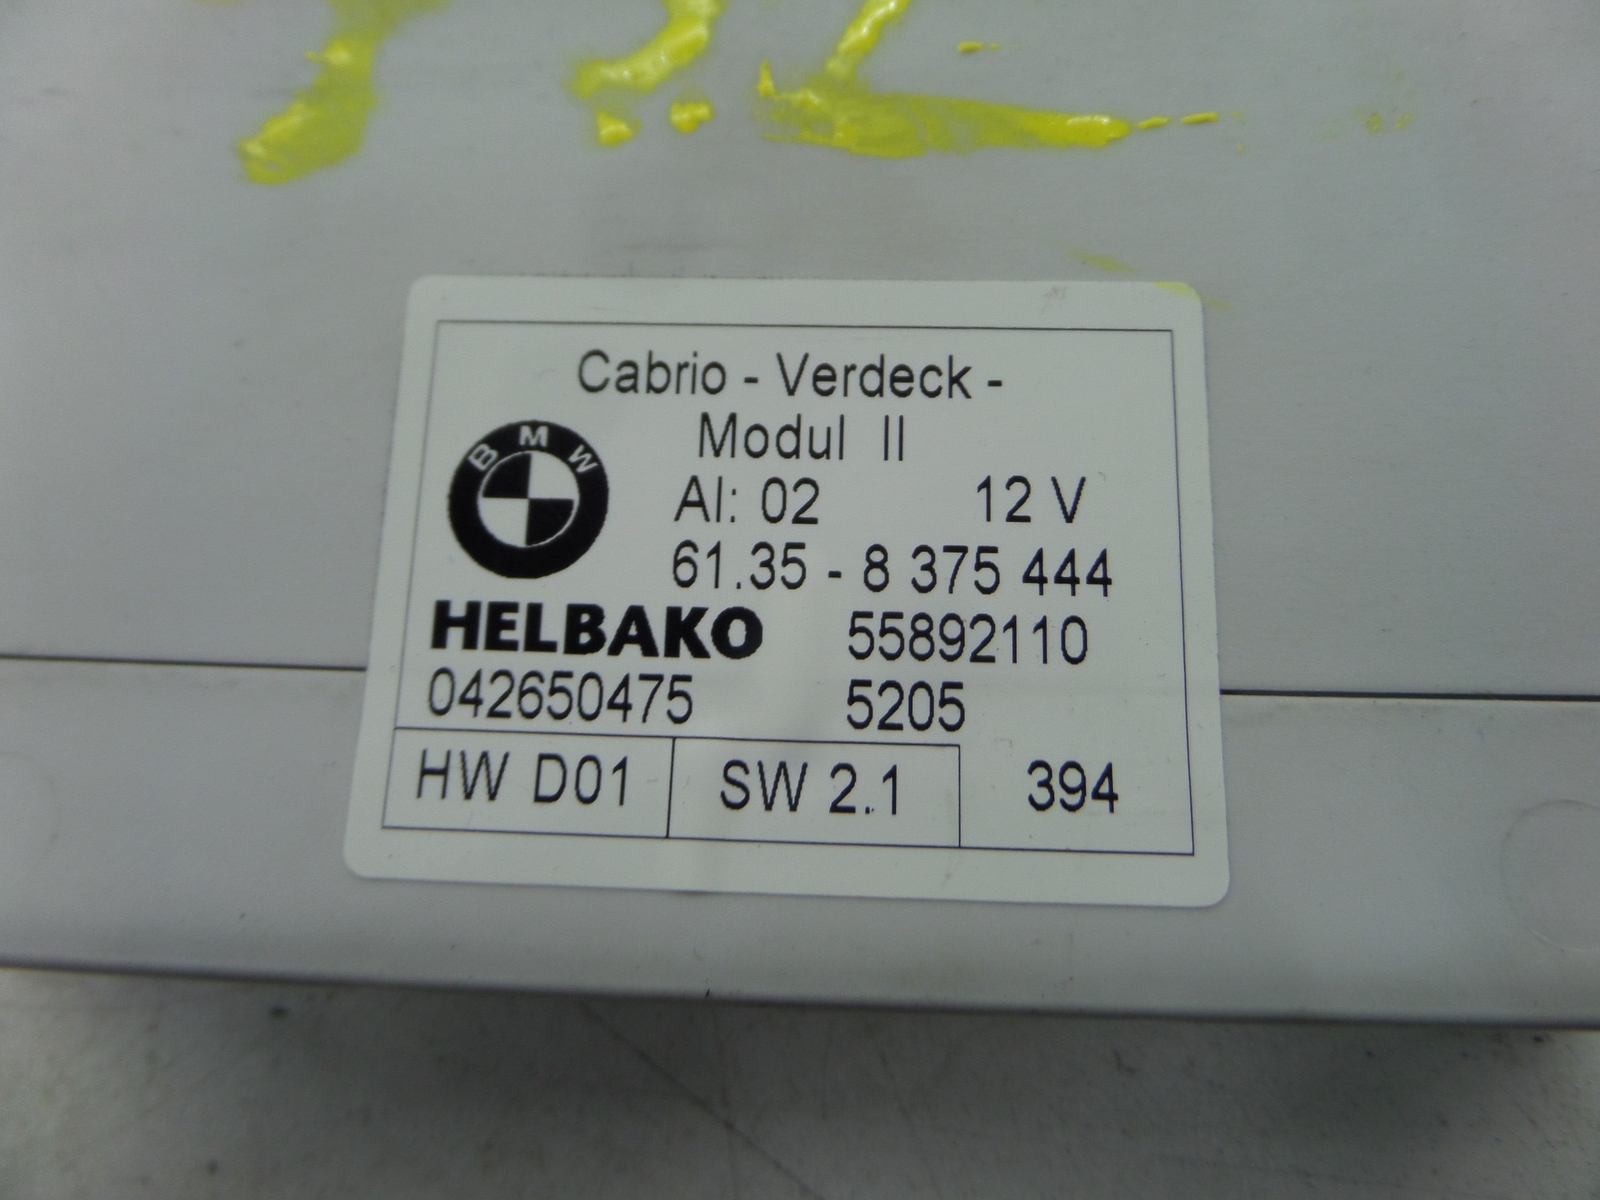 Cabrio - Verdeck -
Modul II
BMW
AI: 02 12 V
61.35 - 8 375 444
HELBAKO 55892110
042650475 5205
HW D01 SW 2.1 394